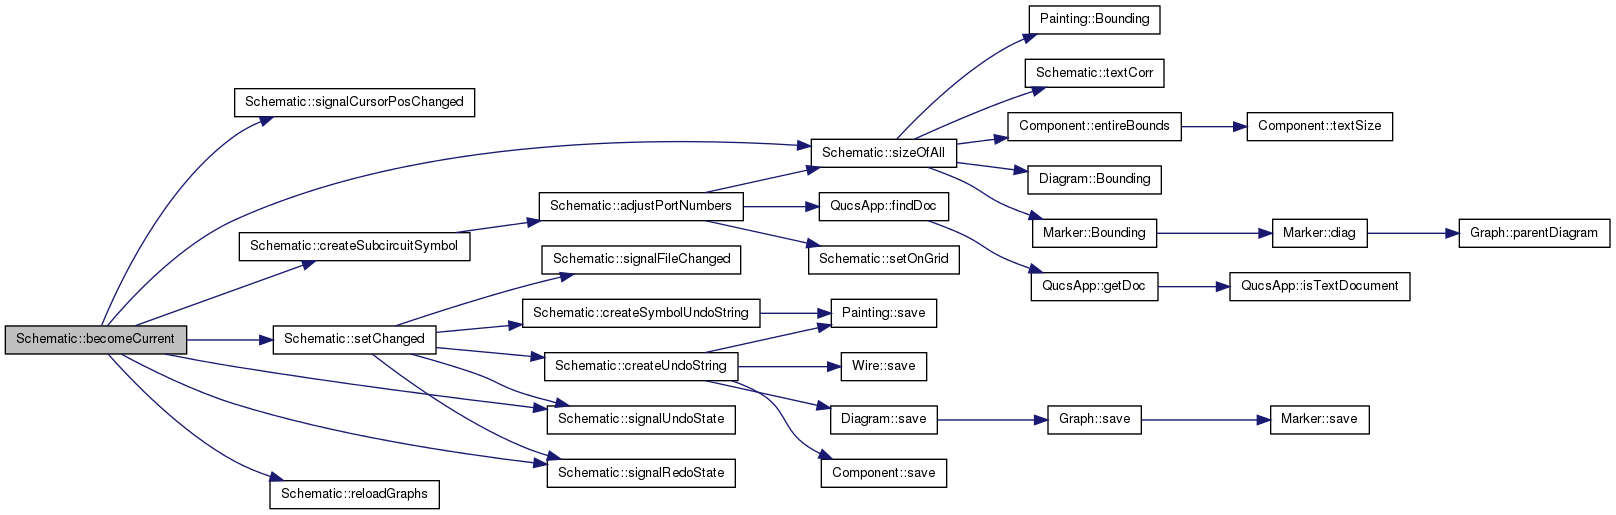 Painting::Bounding
Schematic::textCorr
Schematic::signalCursorPosChanged
Component::entireBounds
Component::textSize
Schematic::sizeOfAll
Diagram::Bounding
Schematic::adjustPortNumbers
QucsApp::findDoc
Marker::Bounding
Marker::diag
Graph::parentDiagram
Schematic::createSubcircuitSymbol
Schematic::signalFileChanged
Schematic::setOnGrid
QucsApp::getDoc
QucsApp::isTextDocument
Schematic::createSymbolUndoString
Painting::save
Schematic::becomeCurrent
Schematic::setChanged
Schematic::createUndoString
Wire::save
Schematic::signalUndoState
Diagram::save
Graph::save
Marker::save
Schematic::signalRedoState
Component::save
Schematic::reloadGraphs